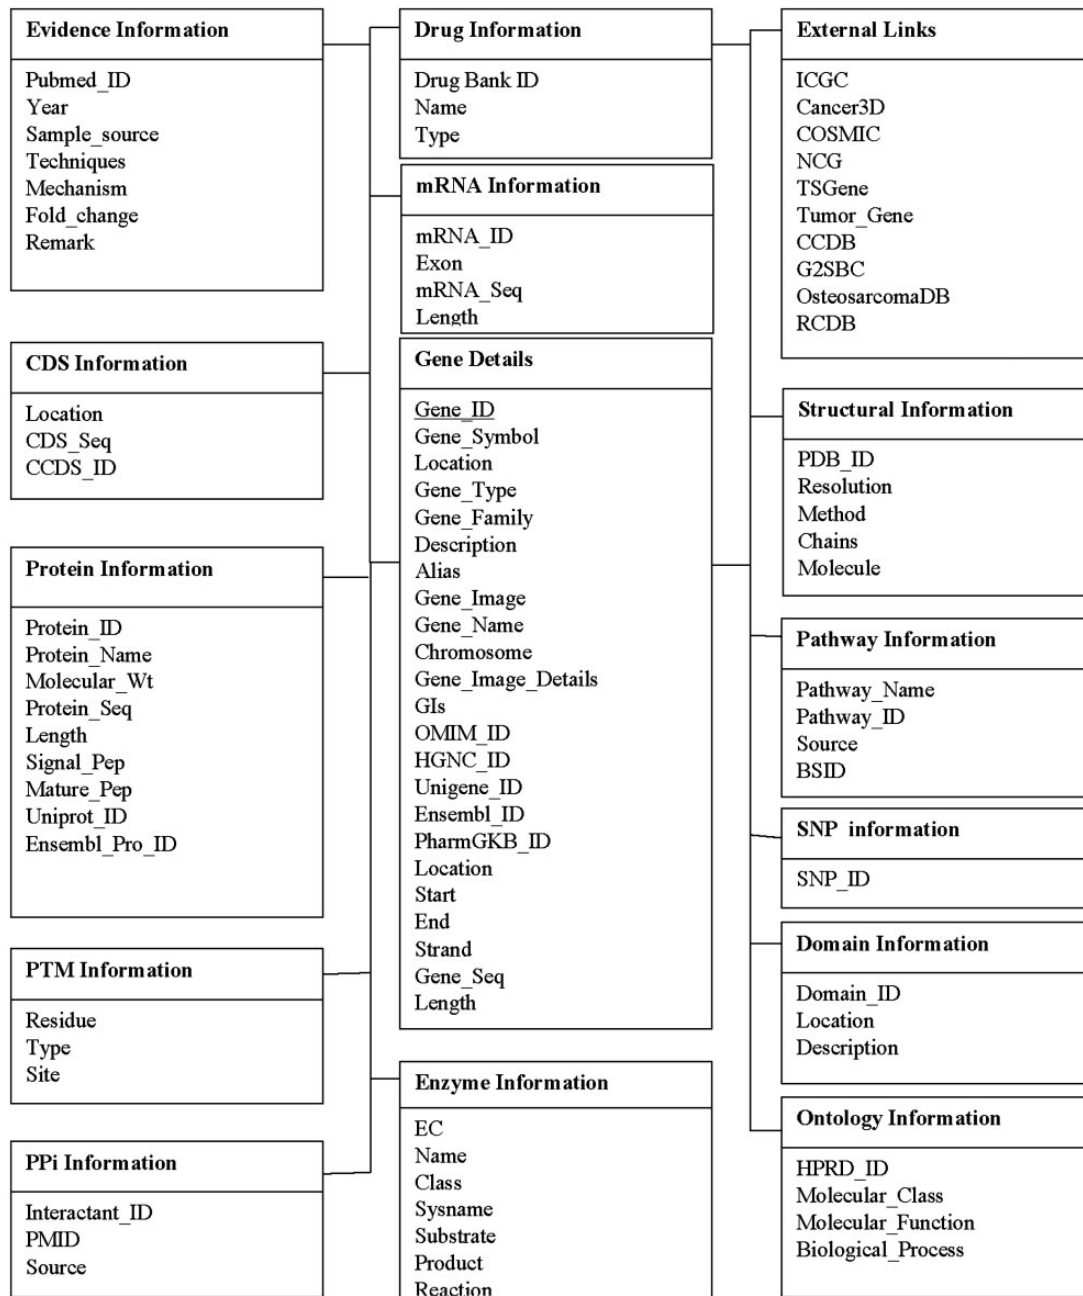 Evidence Information
Pubmed_ID
Year
Sample_source
Techniques
Mechanism
Fold_change
Remark
CDS Information
Location
CDS_Seq
CCDS_ID
Protein Information
Protein_ID
Protein_Name
Molecular_Wt
Protein_Seq
Length
Signal_Pep
Mature_Pep
Uniprot_ID
Ensembl_Pro_ID
PTM Information
Residue
Type
Site
PPi Information
Interactant_ID
PMID
Source
Drug Information
Drug Bank ID
Name
Type
mRNA Information
mRNA_ID
Exon
mRNA_Seq
Length
Gene Details
Gene_ID
Gene_Symbol
Location
Gene_Type
Gene_Family
Description
Alias
Gene_Image
Gene_Name
Chromosome
Gene_Image_Details
GIs
OMIM_ID
HGNC_ID
Unigene_ID
Ensembl_ID
PharmGKB_ID
Location
Start
End
Strand
Gene_Seq
Length
Enzyme Information
EC
Name
Class
Sysname
Substrate
Product
Reaction
External Links
ICGC
Cancer3D
COSMIC
NCG
TSGene
Tumor_Gene
CCDB
G2SBC
OsteosarcomaDB
RCDB
Structural Information
PDB_ID
Resolution
Method
Chains
Molecule
Pathway Information
Pathway_Name
Pathway_ID
Source
BSID
SNP information
SNP_ID
Domain Information
Domain_ID
Location
Description
Ontology Information
HPRD_ID
Molecular_Class
Molecular_Function
Biological_Process